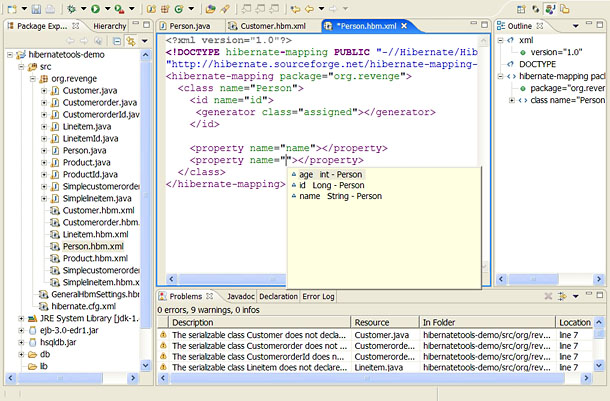 Package Exp...
Hierarchy
hibernatetools-demo
src
org.revenge
Customer.java
Customerorder.java
CustomerorderId.java
Lineitem.java
LineitemId.java
Person.java
Product.java
ProductId.java
Simplecustomerorder
Simplelineitem.java
Customer.hbm.xml
Customerorder.hbm.
Lineitem.hbm.xml
Person.hbm.xml
Product.hbm.xml
Simplecustomerorder
Simplelineitem.hbm.x
GeneralHbmSettings.hbm
hibernate.cfg.xml
JRE System Library [jdk-1.
ejb-3.0-edr1.jar
hsqldb.jar
db
lib
Person.java
Customer.hbm.xml
*Person.hbm.xml
<?xml version="1.0"?>
<!DOCTYPE hibernate-mapping PUBLIC "-//Hibernate/Hib
"http://hibernate.sourceforge.net/hibernate-mapping-
<hibernate-mapping package="org.revenge">
<class name="Person">
<id name="id">
<generator class="assigned"></generator>
</id>
<property name="name"></property>
<property name=""></property>
</class>
</hibernate-mapping>
age int - Person
id Long - Person
name String - Person
Outline
xml
version="1.0"
DOCTYPE
hibernate-mapping pack
package="org.reve
class name="Perso
Problems
Javadoc
Declaration
Error Log
0 errors, 9 warnings, 0 infos
Description Resource In Folder Location
The serializable class Customer does not decla... Customer.java hibernatetools-demo/src/org/rev... line 7
The serializable class Customerorder does not ... Customerorde... hibernatetools-demo/src/org/rev... line 7
The serializable class CustomerorderId does n... Customerorde... hibernatetools-demo/src/org/rev... line 7
The serializable class Lineitem does not declare... Lineitem.java hibernatetools-demo/src/org/rev... line 7